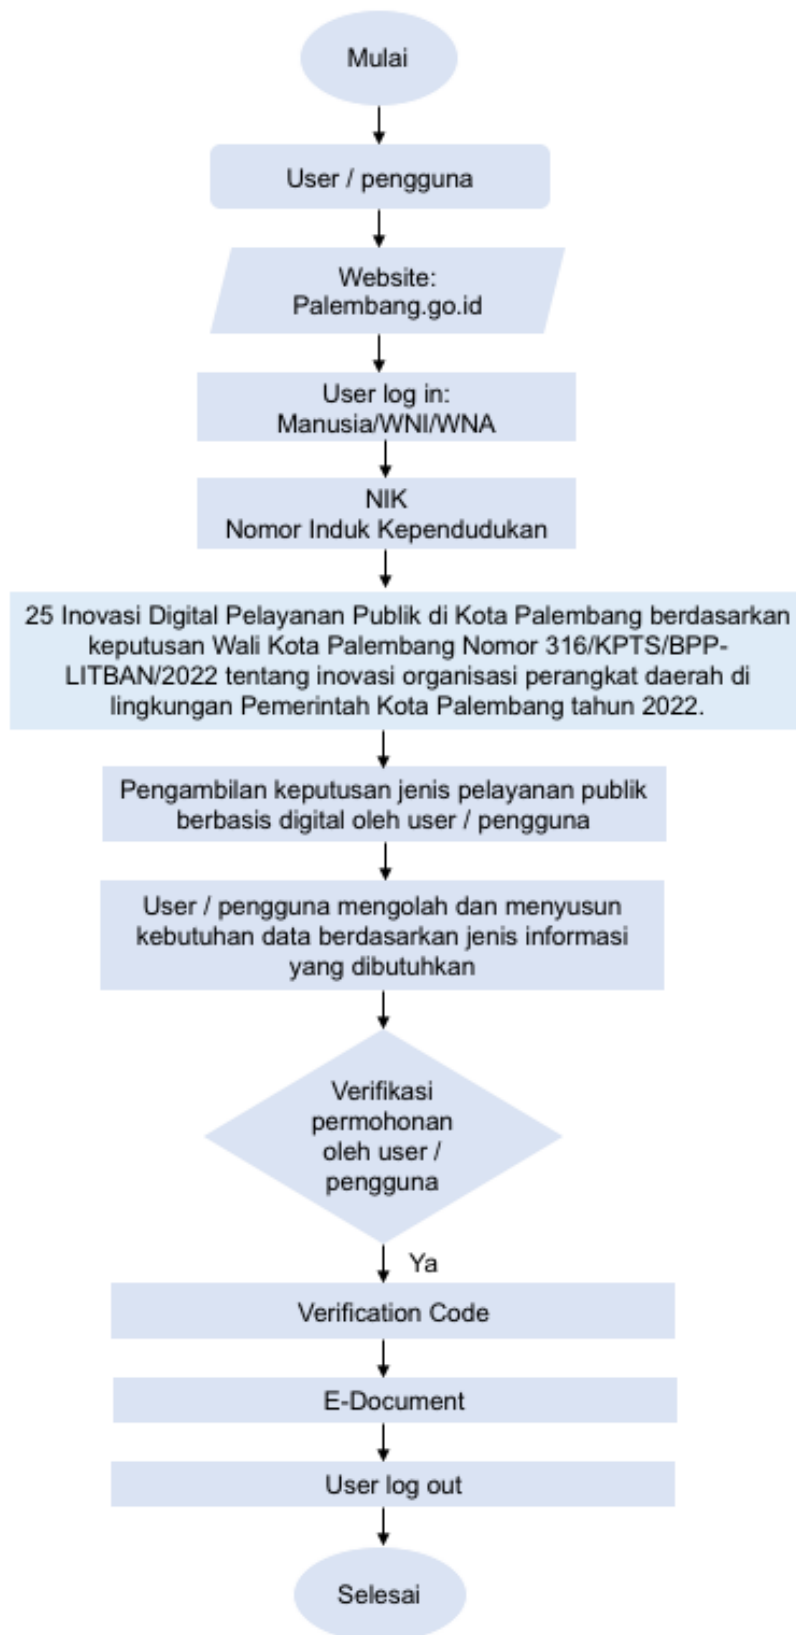 Mulai
User / pengguna
Website:
Palembang.go.id
User log in:
Manusia/WNI/WNA
NIK
Nomor Induk Kependudukan
25 Inovasi Digital Pelayanan Publik di Kota Palembang berdasarkan
keputusan Wali Kota Palembang Nomor 316/KPTS/BPP-
LITBAN/2022 tentang inovasi organisasi perangkat daerah di
lingkungan Pemerintah Kota Palembang tahun 2022.
Pengambilan keputusan jenis pelayanan publik
berbasis digital oleh user / pengguna
User / pengguna mengolah dan menyusun
kebutuhan data berdasarkan jenis informasi
yang dibutuhkan
Verifikasi
permohonan
oleh user /
pengguna
Ya
Verification Code
E-Document
User log out
Selesai